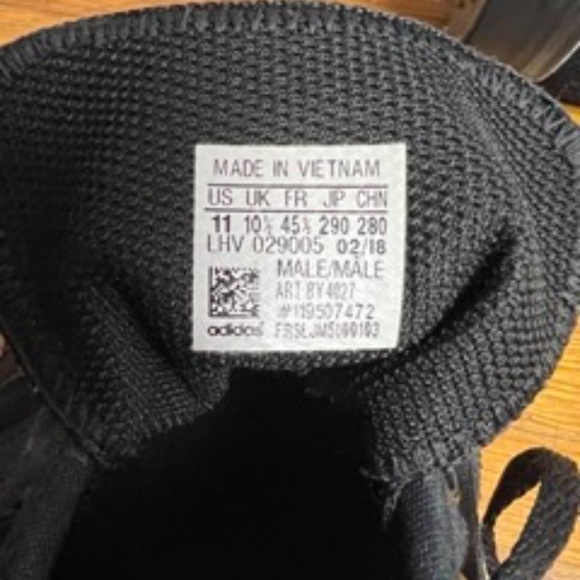 MADE IN VIETNAM
US UK FR JP CHN
11 10½ 45⅓ 290 280
LHV 029005 02/18
MALE/MÂLE
ART BY4027
#119507472
adidas